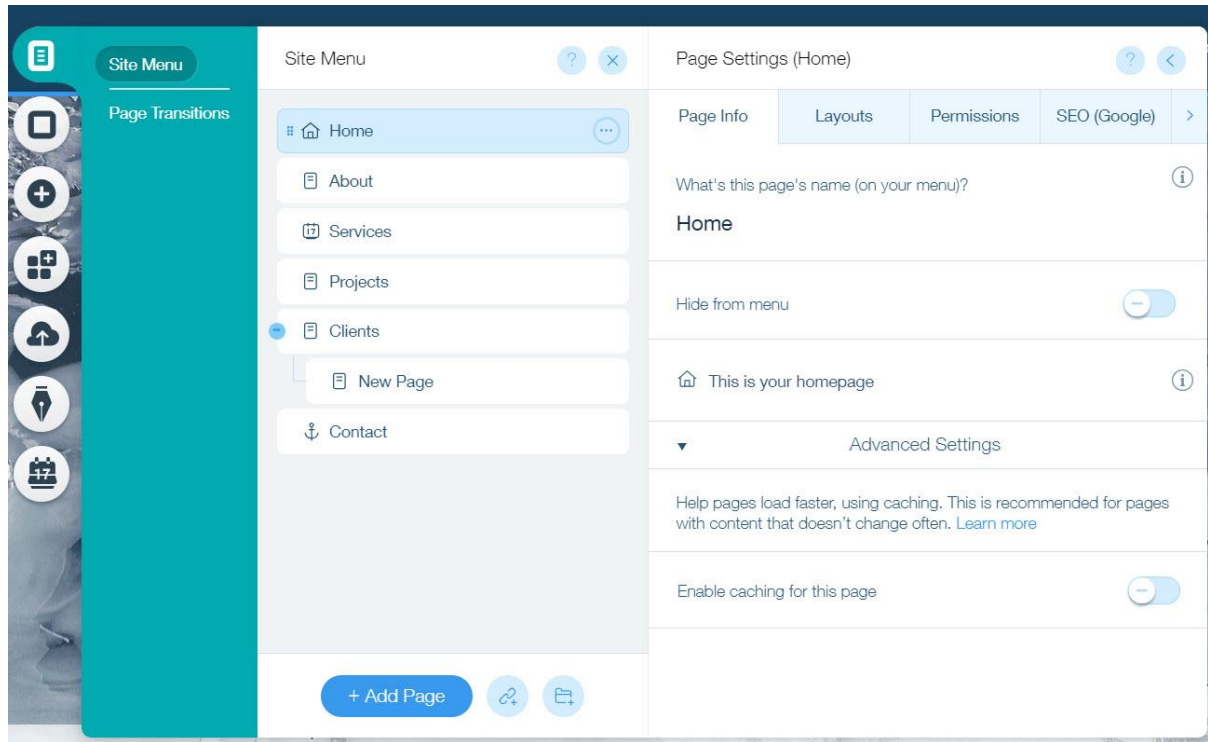 Site Menu
Page Transitions
Site Menu
?
Home
About
17 Services
Projects
Clients
New Page
Contact
+ Add Page
Page Settings (Home)
?
Page Info Layouts Permissions SEO (Google)
What's this page's name (on your menu)?
i
Home
Hide from menu
This is your homepage
i
Advanced Settings
Help pages load faster, using caching. This is recommended for pages
with content that doesn't change often. Learn more
Enable caching for this page
17